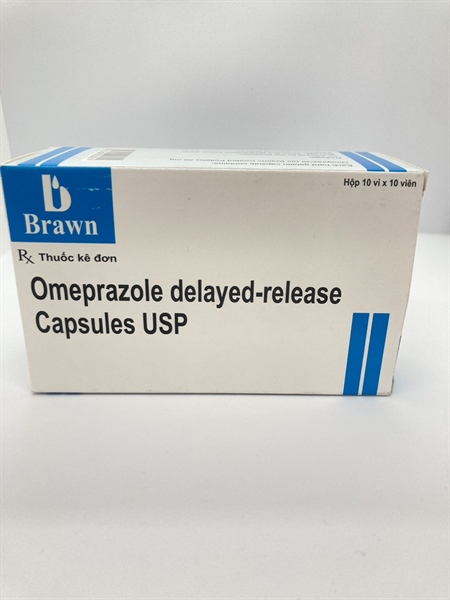 Hộp 10 vỉ x 10 viên
Brawn
Rx Thuốc kê đơn
Omeprazole delayed-release
Capsules USP